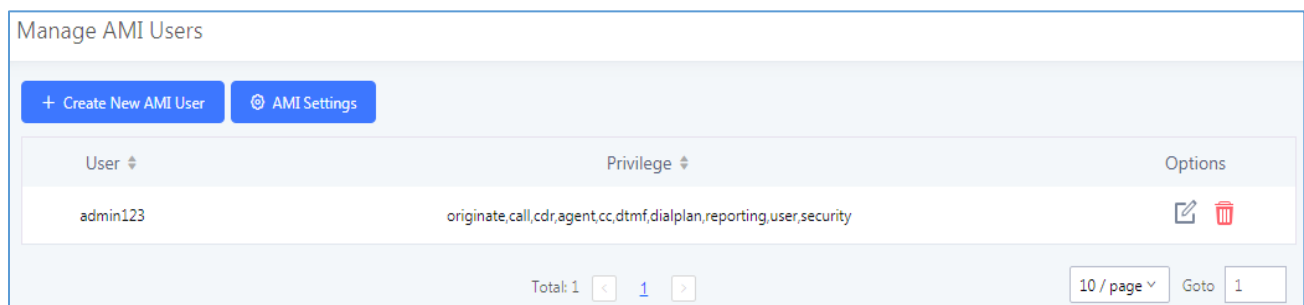 Manage AMI Users
+ Create New AMI User AMI Settings
User Privilege Options
admin123 originate,call,cdr,agent,cc,dtmf,dialplan,reporting,user,security
Total: 1 < 1 > 10 / page Goto 1